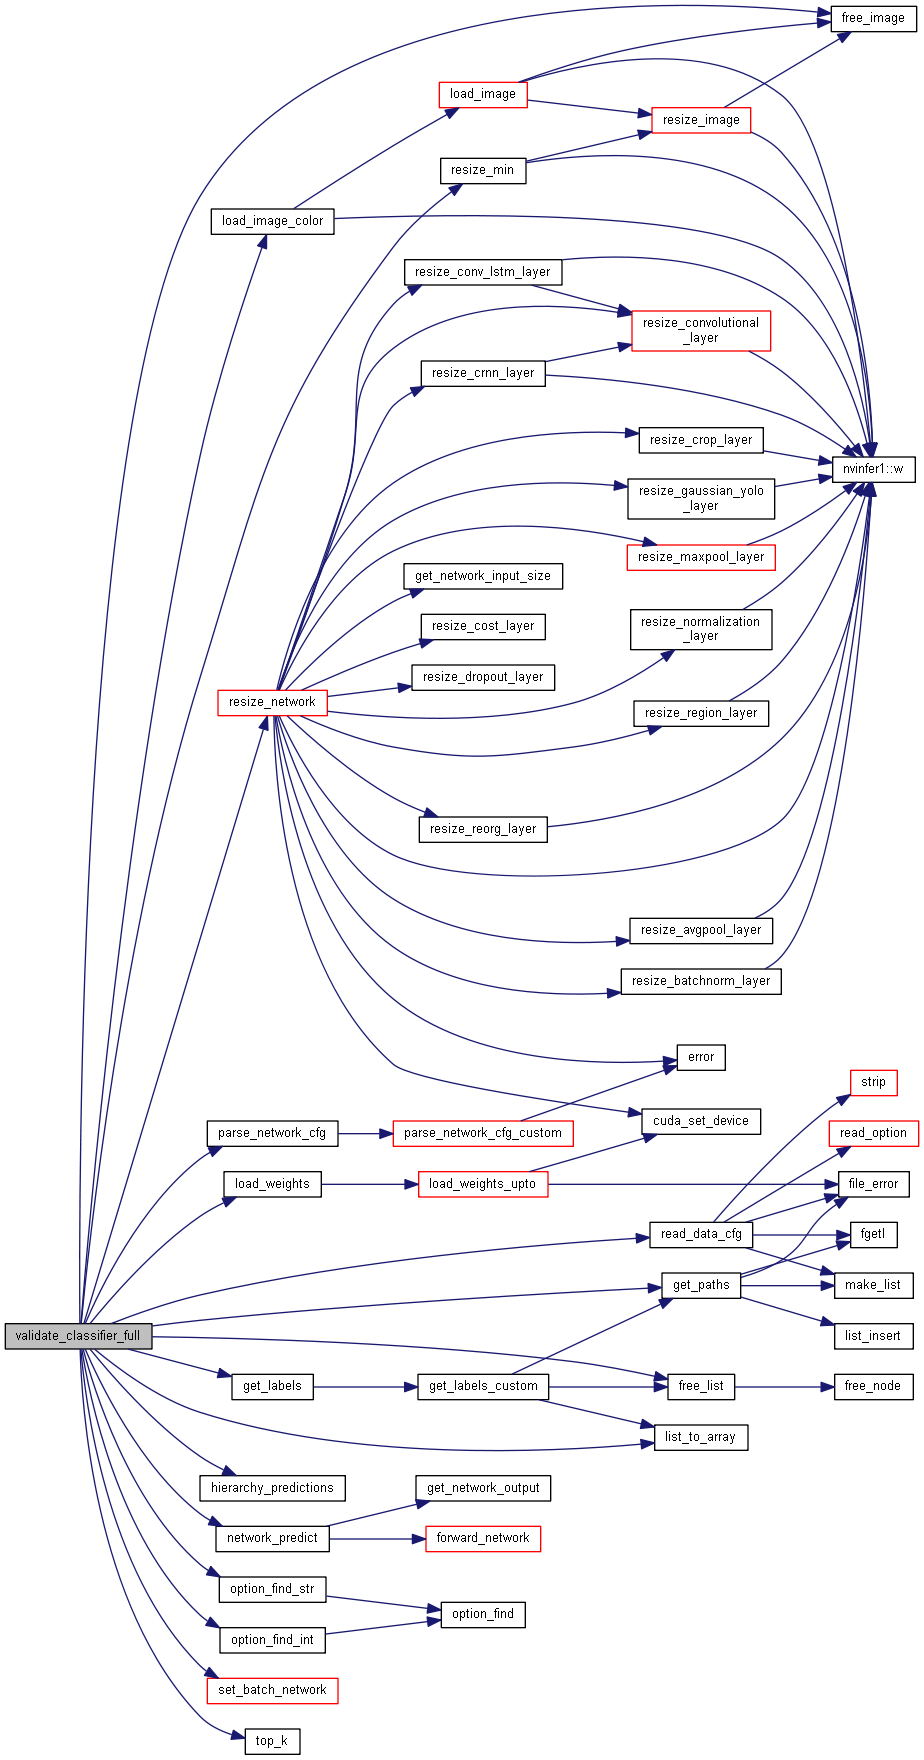 free_image
load_image
resize_image
resize_min
load_image_color
resize_conv_lstm_layer
resize_convolutional
_layer
resize_crnn_layer
resize_crop_layer
nvinfer1::w
resize_gaussian_yolo
_layer
resize_maxpool_layer
get_network_input_size
resize_cost_layer
resize_normalization
_layer
resize_dropout_layer
resize_network
resize_region_layer
resize_reorg_layer
resize_avgpool_layer
resize_batchnorm_layer
error
strip
cuda_set_device
parse_network_cfg
parse_network_cfg_custom
read_option
load_weights
load_weights_upto
file_error
read_data_cfg
fgetl
get_paths
make_list
validate_classifier_full
list_insert
get_labels
get_labels_custom
free_list
free_node
list_to_array
hierarchy_predictions
get_network_output
network_predict
forward_network
option_find_str
option_find
option_find_int
set_batch_network
top_k